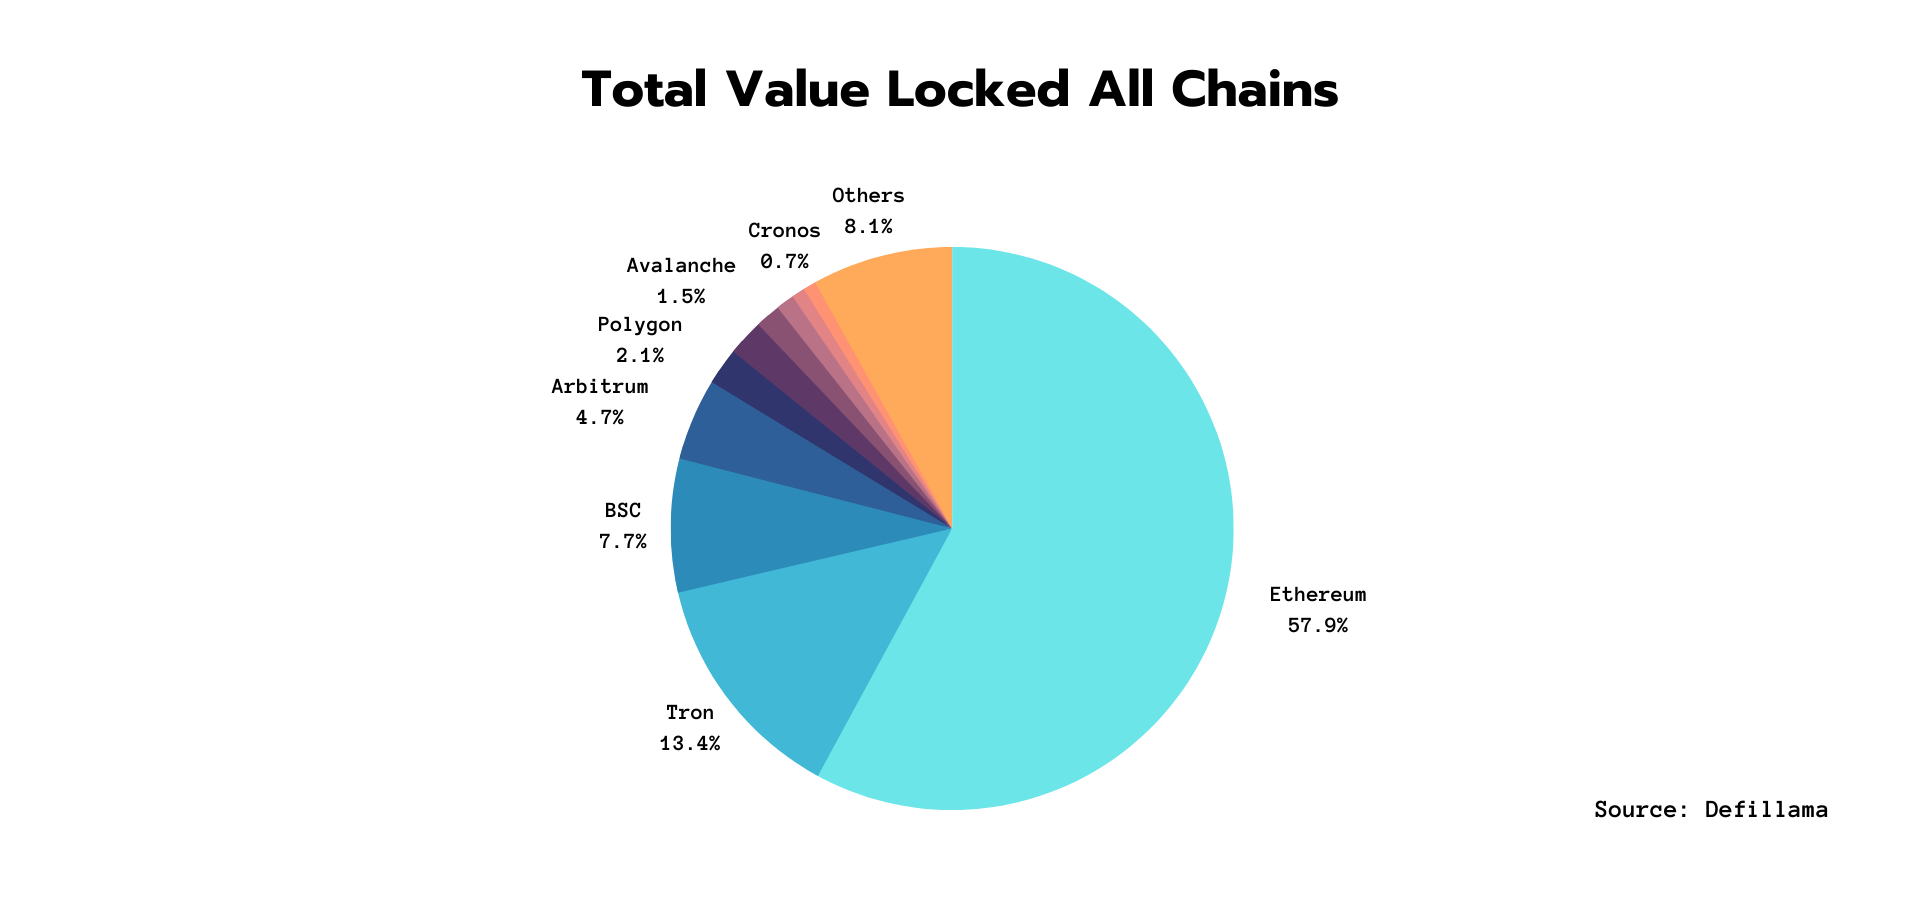 Total Value Locked All Chains
Others
8.1%
Cronos
0.7%
Avalanche
1.5%
Polygon
2.1%
Arbitrum
4.7%
BSC
7.7%
Ethereum
57.9%
Tron
13.4%
Source: Defillama